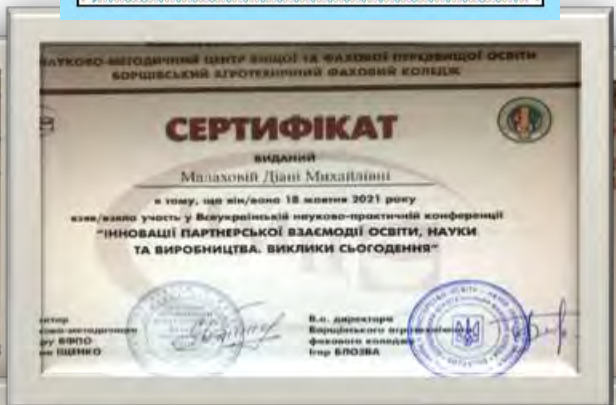 НАУКОВО-МЕТОДИЧНИЙ ЦЕНТР ВИЩОЇ ТА ФАХОВОЇ ПЕРЕДВИЩОЇ ОСВІТИ
БОРЩІВСЬКИЙ АГРОТЕХНІЧНИЙ ФАХОВИЙ КОЛЕДЖ
СЕРТИФІКАТ
ВИДАНИЙ
Малаховій Діані Михайлівні
в тому, що він/вона 18 жовтня 2021 року
взяв/взяла участь у Всеукраїнській науково-практичній конференції
"ІННОВАЦІЇ ПАРТНЕРСЬКОЇ ВЗАЄМОДІЇ ОСВІТИ, НАУКИ
ТА ВИРОБНИЦТВА. ВИКЛИКИ СЬОГОДЕННЯ"
ру ВФПО
ІЩЕНКО
В.о. директора
Борщівського агротехнічного
фахового коледжу
Ігор БЛОЗВА